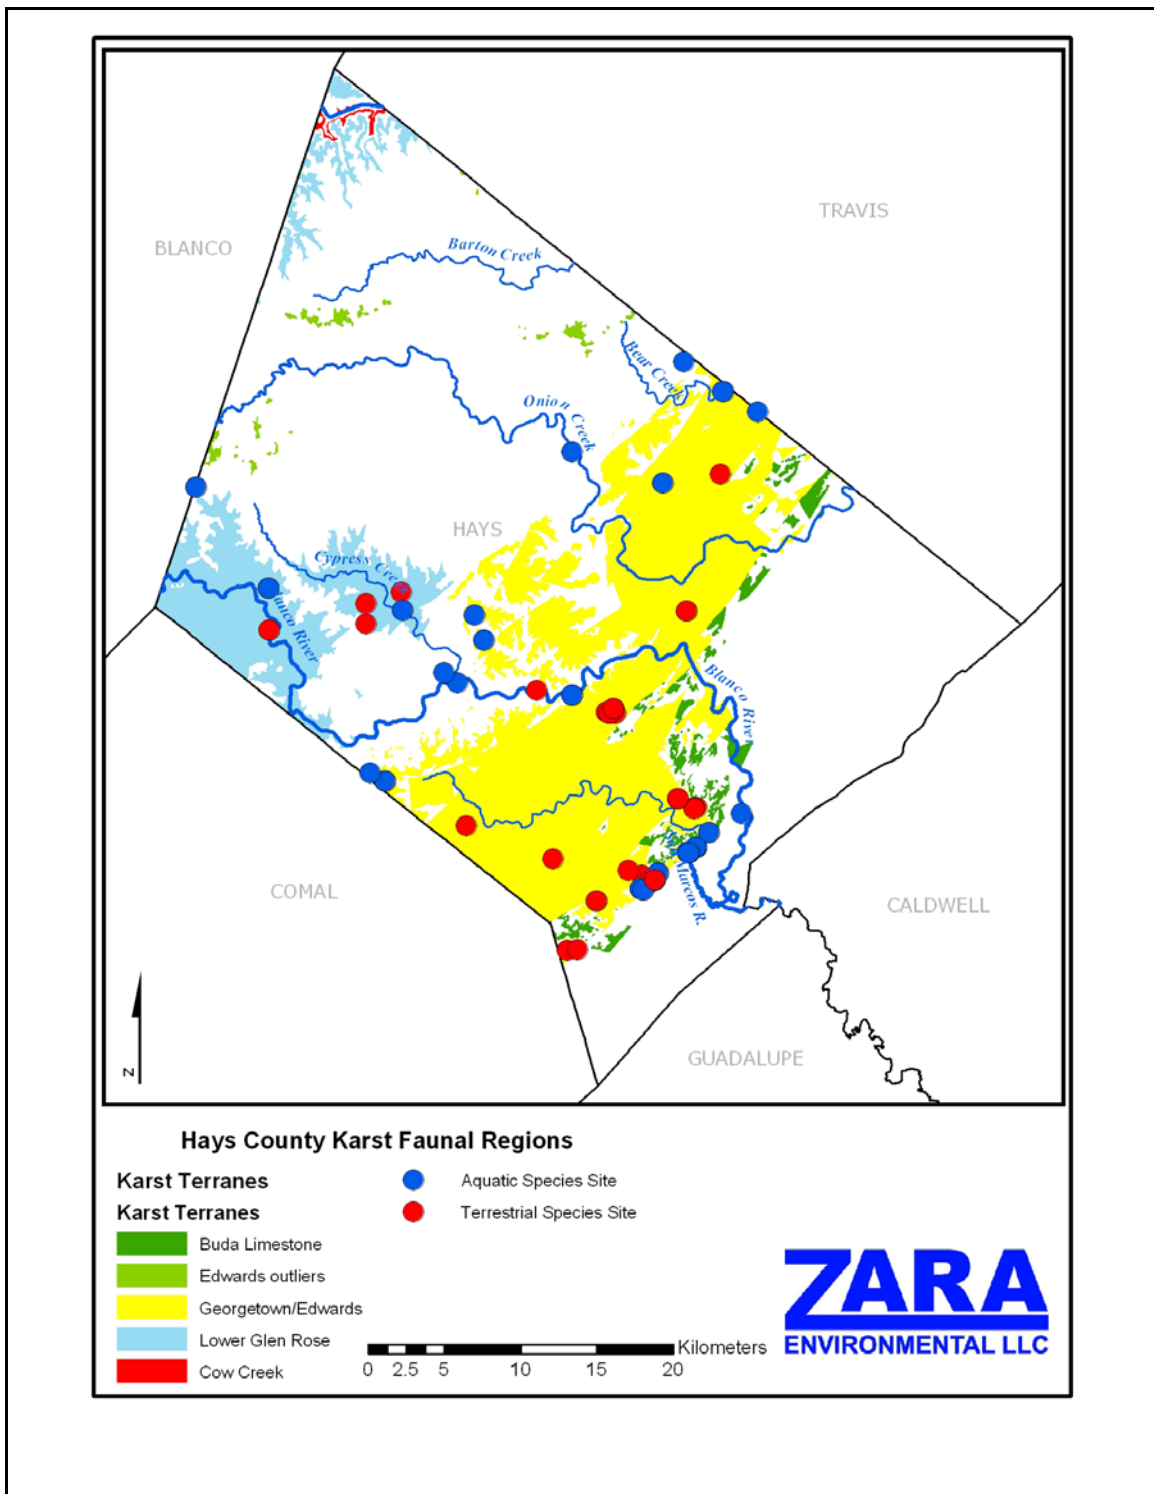 TRAVIS
BLANCO
Barton Creek
Bear Creek
Onion Creek
HAYS
Cypress Creek
Blanco River
Blanco River
COMAL
Marcos R.
CALDWELL
GUADALUPE
N
Hays County Karst Faunal Regions
Karst Terranes
Aquatic Species Site
Karst Terranes
Terrestrial Species Site
Buda Limestone
Edwards outliers
Georgetown/Edwards
Lower Glen Rose
Cow Creek
Kilometers
0 2.5 5 10 15 20
ZARA
ENVIRONMENTAL LLC